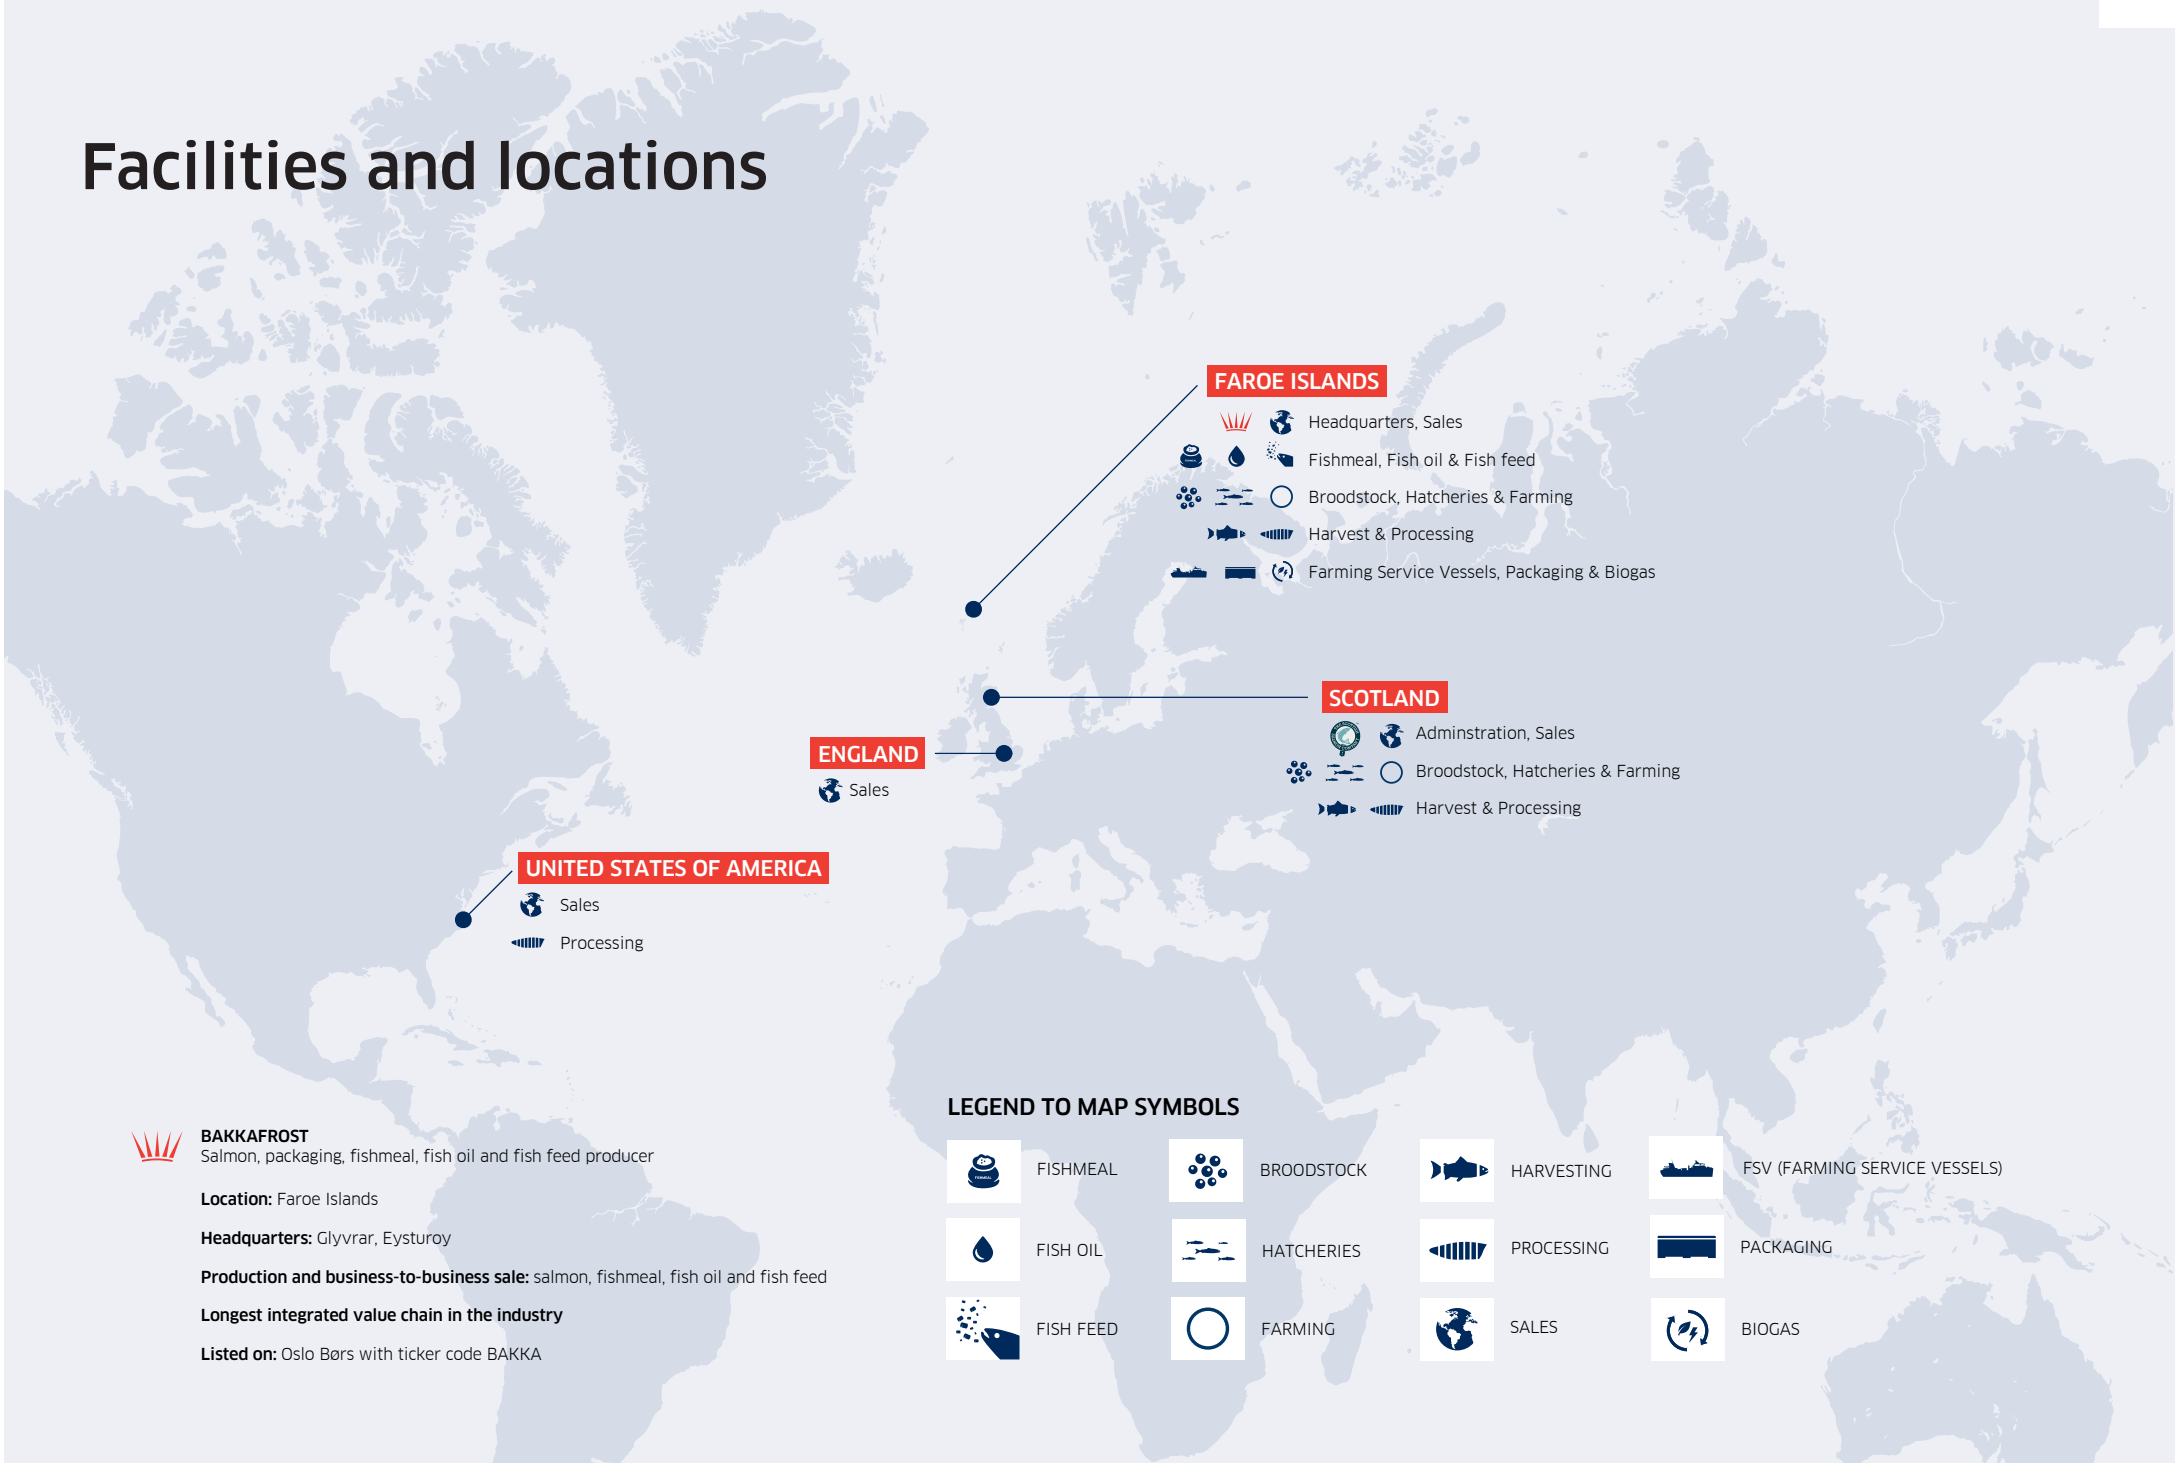 Facilities and locations
FAROE ISLANDS
Headquarters, Sales
Fishmeal, Fish oil & Fish feed
Broodstock, Hatcheries & Farming
Harvest & Processing
Farming Service Vessels, Packaging & Biogas
SCOTLAND
Adminstration, Sales
Broodstock, Hatcheries & Farming
Harvest & Processing
ENGLAND
Sales
UNITED STATES OF AMERICA
Sales
Processing
BAKKAFROST
Salmon, packaging, fishmeal, fish oil and fish feed producer
Location: Faroe Islands
Headquarters: Glyvrar, Eysturoy
Production and business-to-business sale: salmon, fishmeal, fish oil and fish feed
Longest integrated value chain in the industry
Listed on: Oslo Børs with ticker code BAKKA
LEGEND TO MAP SYMBOLS
FISHMEAL
FISHMEAL
BROODSTOCK
HARVESTING
FSV (FARMING SERVICE VESSELS)
FISH OIL
HATCHERIES
PROCESSING
PACKAGING
FISH FEED
FARMING
SALES
BIOGAS